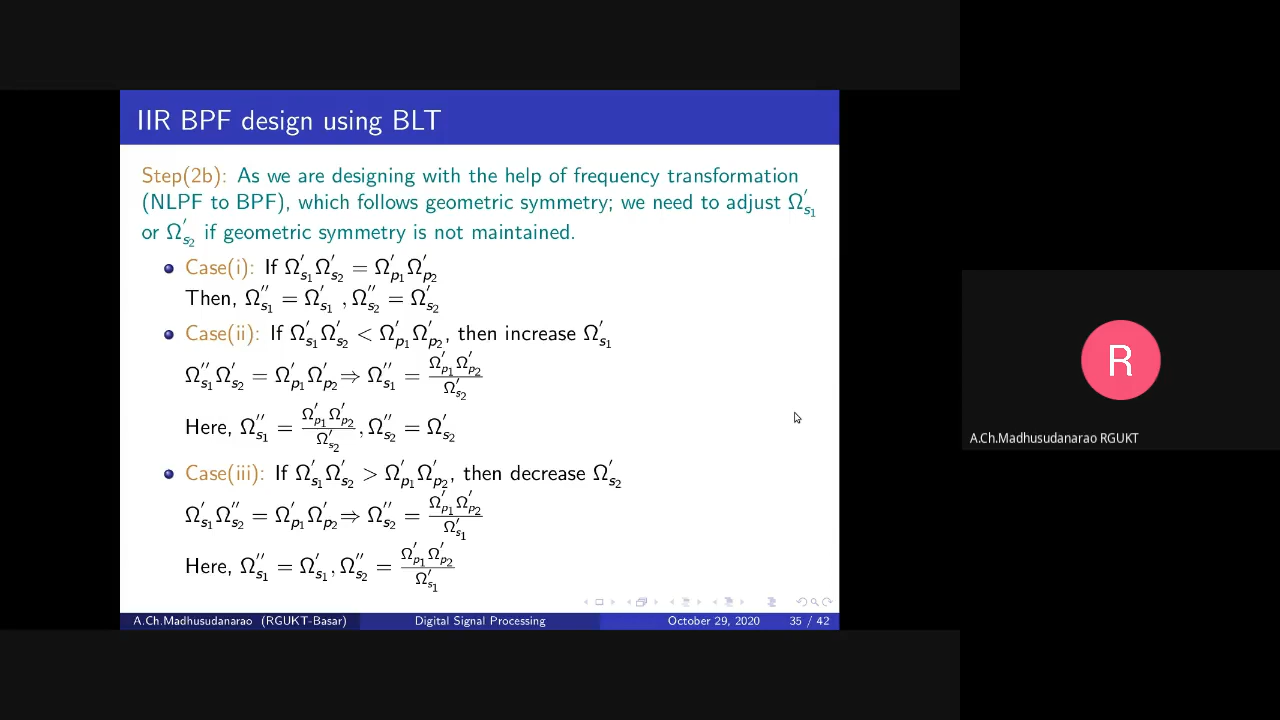 IIR BPF design using BLT
Step(2b): As we are designing with the help of frequency transformation
(NLPF to BPF), which follows geometric symmetry; we need to adjust Ω′s₁
or Ω′s₂ if geometric symmetry is not maintained.
Case(i): If Ω′s₁Ω′s₂ = Ω′p₁Ω′p₂
Then, Ω′′s₁ = Ω′s₁ , Ω′′s₂ = Ω′s₂
Case(ii): If Ω′s₁Ω′s₂ < Ω′p₁Ω′p₂, then increase Ω′s₁
Ω′′s₁Ω′s₂ = Ω′p₁Ω′p₂ ⇒ Ω′′s₁ = Ω′p₁Ω′p₂ / Ω′s₂
Here, Ω′′s₁ = Ω′p₁Ω′p₂ / Ω′s₂, Ω′′s₂ = Ω′s₂
Case(iii): If Ω′s₁Ω′s₂ > Ω′p₁Ω′p₂, then decrease Ω′s₂
Ω′s₁Ω′′s₂ = Ω′p₁Ω′p₂ ⇒ Ω′′s₂ = Ω′p₁Ω′p₂ / Ω′s₁
Here, Ω′′s₁ = Ω′s₁, Ω′′s₂ = Ω′p₁Ω′p₂ / Ω′s₁
A.Ch.Madhusudanarao (RGUKT-Basar) Digital Signal Processing October 29, 2020 35 / 42
R
A.Ch.Madhusudanarao RGUKT